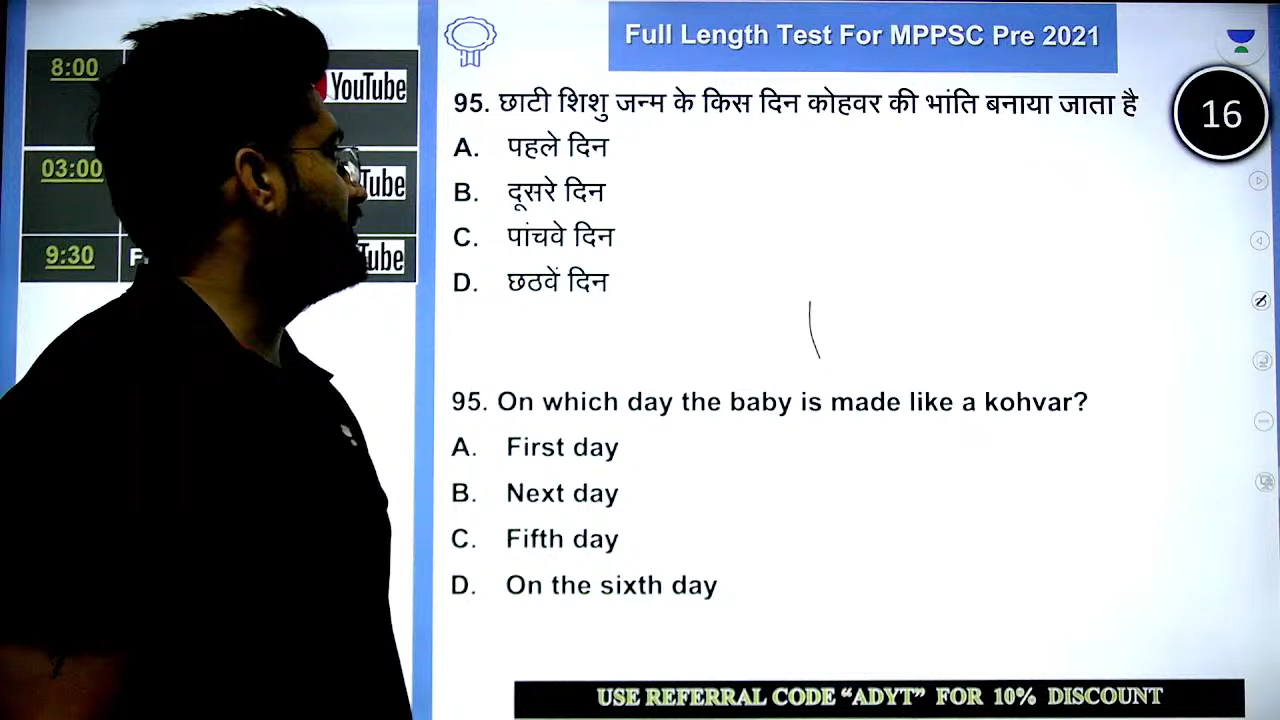 Full Length Test For MPPSC Pre 2021
8:00
YouTube
03:00
Tube
9:30
ube
16
95. छाटी शिशु जन्म के किस दिन कोहवर की भांति बनाया जाता है
A. पहले दिन
B. दूसरे दिन
C. पांचवे दिन
D. छठवें दिन
95. On which day the baby is made like a kohvar?
A. First day
B. Next day
C. Fifth day
D. On the sixth day
USE REFERRAL CODE “ADYT” FOR 10% DISCOUNT